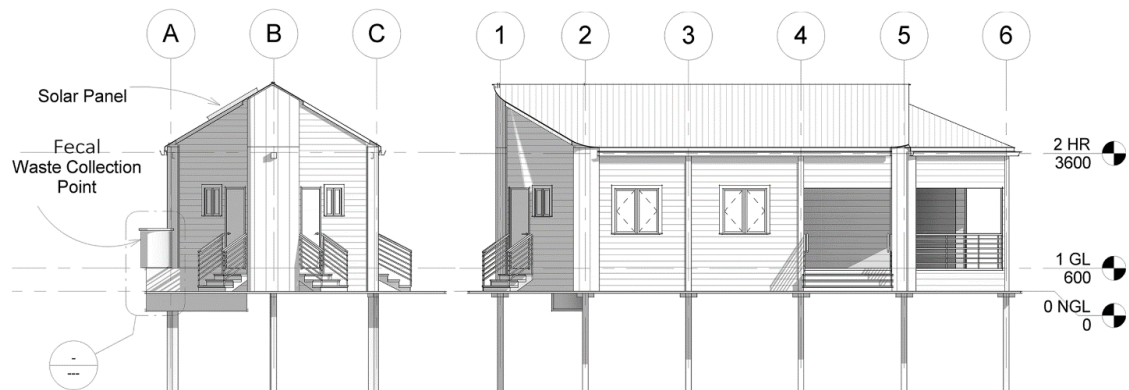 A B C 1 2 3 4 5 6
Solar Panel
Fecal
Waste Collection
Point
2 HR
3600
1 GL
600
0 NGL
0
-
---